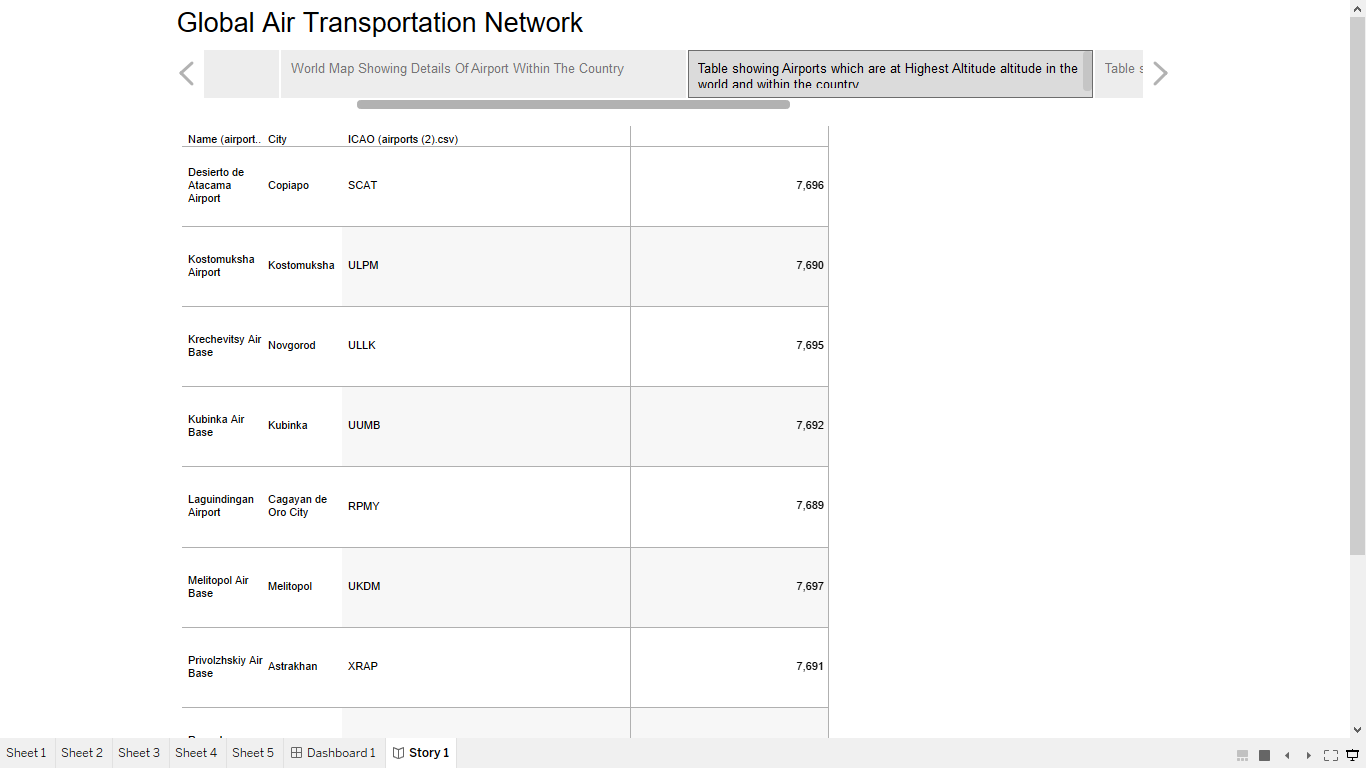 Global Air Transportation Network
World Map Showing Details Of Airport Within The Country
Table showing Airports which are at Highest Altitude altitude in the
world and within the country
Table
Name (airport.. City ICAO (airports (2).csv)
Desierto de
Atacama
Airport
Copiapo SCAT 7,696
Kostomuksha
Airport
Kostomuksha ULPM 7,690
Krechevitsy Air
Base
Novgorod ULLK 7,695
Kubinka Air
Base
Kubinka UUMB 7,692
Laguindingan
Airport
Cagayan de
Oro City
RPMY 7,689
Melitopol Air
Base
Melitopol UKDM 7,697
Privolzhskiy Air
Base
Astrakhan XRAP 7,691
Sheet 1 Sheet 2 Sheet 3 Sheet 4 Sheet 5 Dashboard 1 Story 1